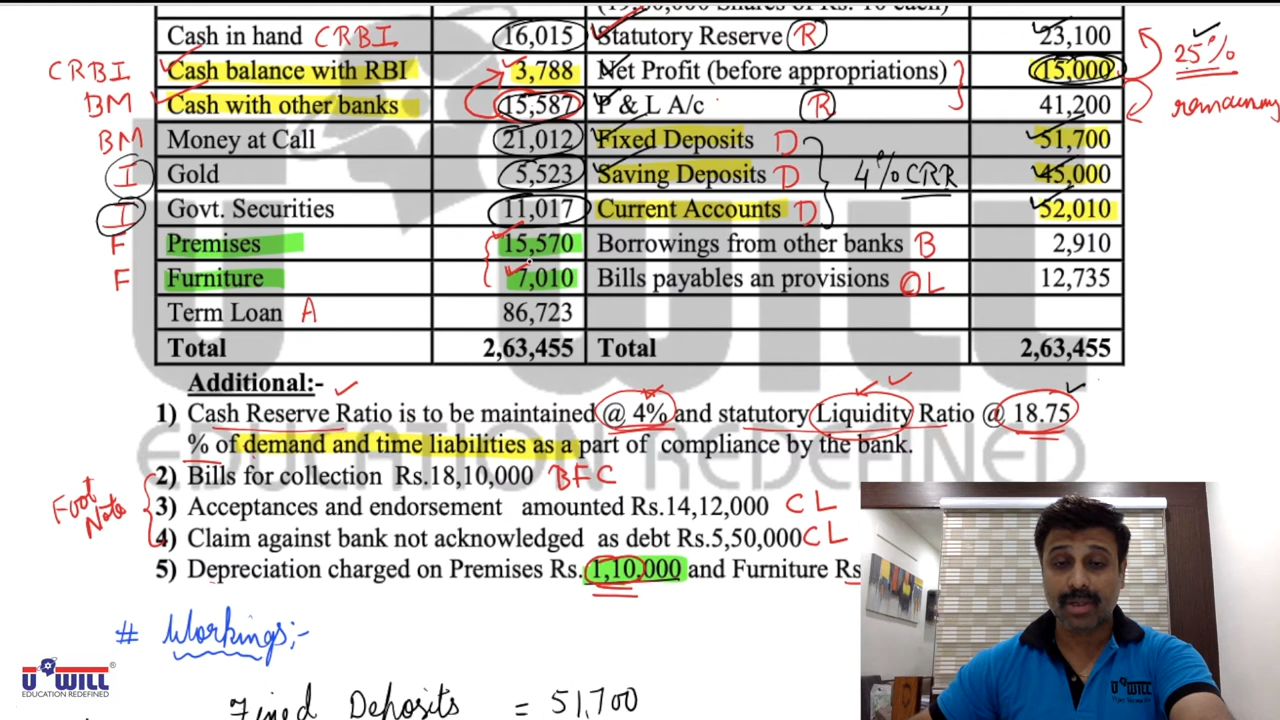 Cash in hand CRBI 16,015 Statutory Reserve R 23,100 25%
CRBI Cash balance with RBI 3,788 Net Profit (before appropriations) 15,000
BM Cash with other banks 15,587 P & L A/c R 41,200 remaining
BM Money at Call 21,012 Fixed Deposits D 51,700
I Gold 5,523 Saving Deposits D 4% CRR 45,000
I Govt. Securities 11,017 Current Accounts D 52,010
F Premises 15,570 Borrowings from other banks B 2,910
F Furniture 7,010 Bills payables an provisions OL 12,735
Term Loan A 86,723
Total 2,63,455 Total 2,63,455
Additional:-
1) Cash Reserve Ratio is to be maintained @ 4% and statutory Liquidity Ratio @ 18.75
% of demand and time liabilities as a part of compliance by the bank.
2) Bills for collection Rs.18,10,000 BFC
Foot Note
3) Acceptances and endorsement amounted Rs.14,12,000 CL
4) Claim against bank not acknowledged as debt Rs.5,50,000 CL
5) Depreciation charged on Premises Rs. 1,10,000 and Furniture Rs
# Workings:-
U WILL ®
EDUCATION REDEFINED
Fixed Deposits = 51,700
U WILL